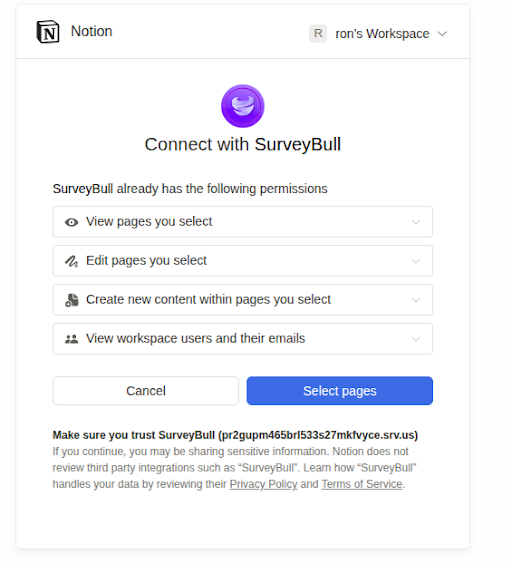 Notion
R ron's Workspace
Connect with SurveyBull
SurveyBull already has the following permissions
View pages you select
Edit pages you select
Create new content within pages you select
View workspace users and their emails
Cancel
Select pages
Make sure you trust SurveyBull (pr2gupm465brl533s27mkfvyce.srv.us)
If you continue, you may be sharing sensitive information. Notion does not
review third party integrations such as “SurveyBull”. Learn how “SurveyBull”
handles your data by reviewing their Privacy Policy and Terms of Service.